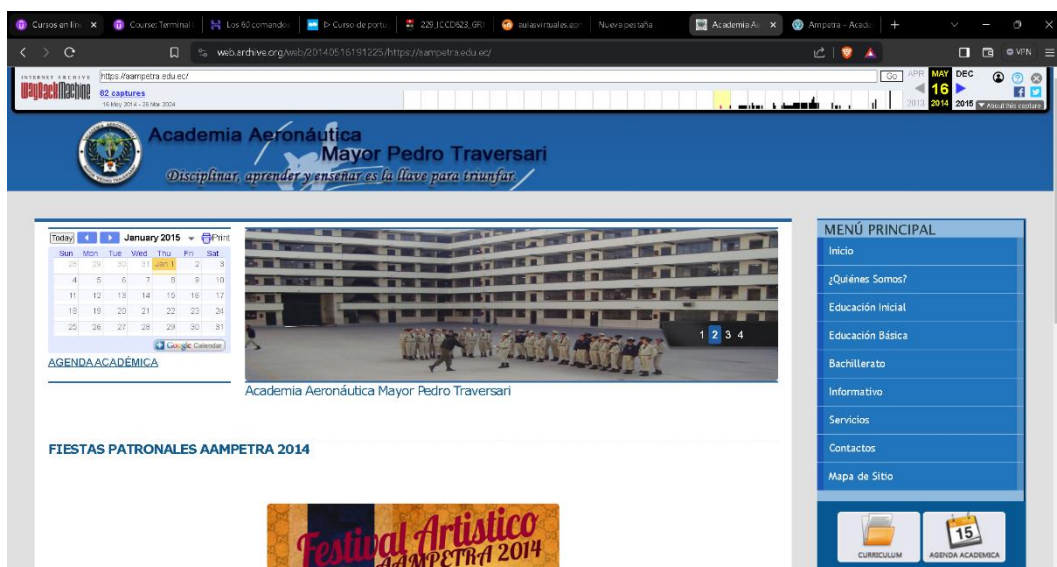 Cursos en lín
Course: Terminal
Los 60 comandos
Curso de portu
229_ICCD623_GR
aulasvirtuales.epn
Nueva pestaña
Academia Ae
Ampetra – Acade
web.archive.org/web/20140516191225/https://aampetra.edu.ec/
VPN
INTERNET ARCHIVE
WayBackMachine
https://aampetra.edu.ec/
Go
82 captures
16 May 2014 - 28 Mar 2024
APR MAY DEC
16
2013 2014 2015
About this capture
Academia Aeronáutica
Mayor Pedro Traversari
Disciplinar, aprender y enseñar es la llave para triunfar.
Today January 2015 Print
Sun Mon Tue Wed Thu Fri Sat
28 29 30 31 Jan 1 2 3
4 5 6 7 8 9 10
11 12 13 14 15 16 17
18 19 20 21 22 23 24
25 26 27 28 29 30 31
Google Calendar
AGENDA ACADÉMICA
1 2 3 4
Academia Aeronáutica Mayor Pedro Traversari
FIESTAS PATRONALES AAMPETRA 2014
Festival Artistico
AAMPETRA 2014
MENÚ PRINCIPAL
Inicio
¿Quiénes Somos?
Educación Inicial
Educación Básica
Bachillerato
Informativo
Servicios
Contactos
Mapa de Sitio
CURRICULUM
15
AGENDA ACADEMICA